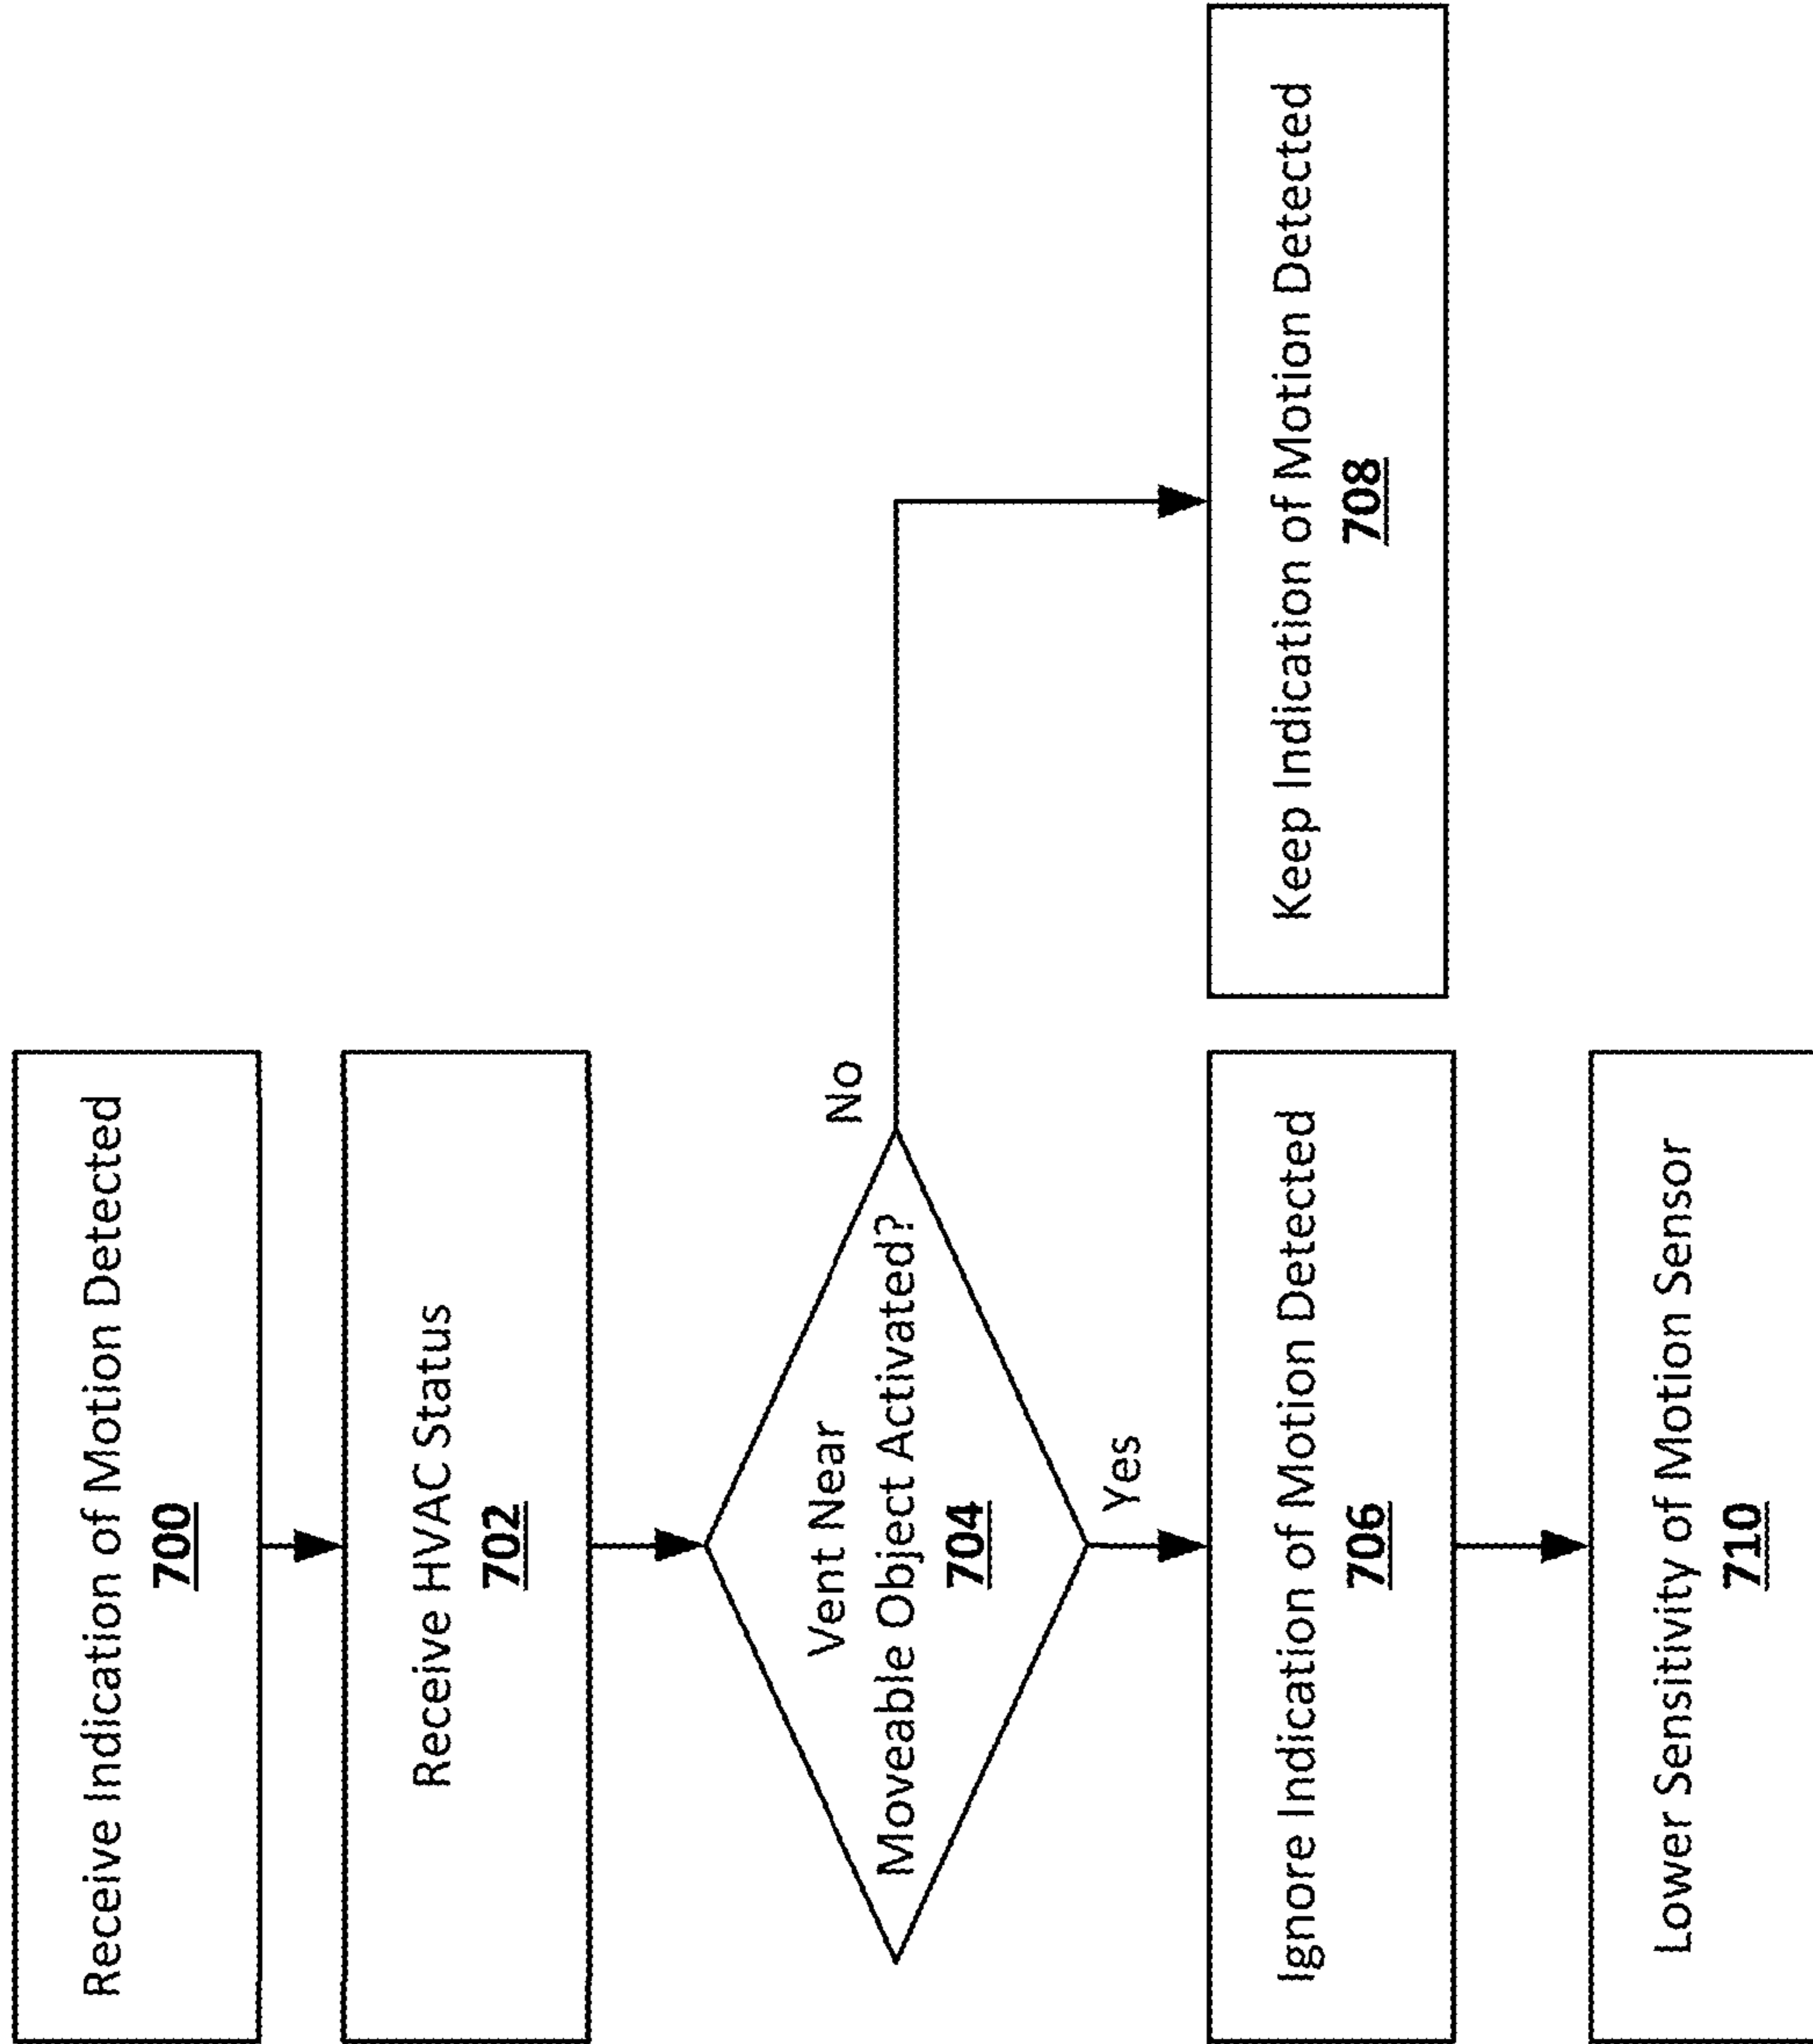 Receive Indication of Motion Detected
700
Receive HVAC Status
702
Vent Near
Moveable Object Activated?
704
No
Yes
Ignore Indication of Motion Detected
706
Keep Indication of Motion Detected
708
Lower Sensitivity of Motion Sensor
710